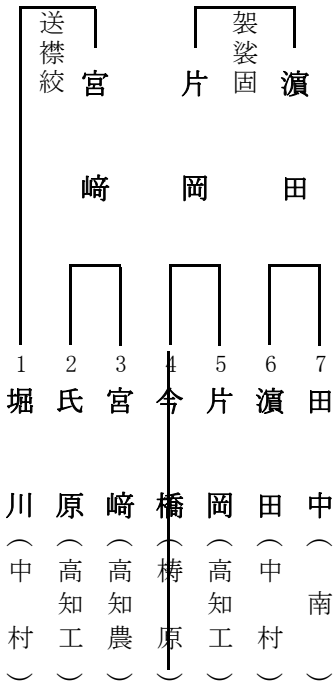 送襟絞
宮﨑
片岡
袈裟固
濵田
1 堀川(中村)
2 氏原(高知工)
3 宮﨑(高知農)
4 今橋(梼原)
5 片岡(高知工)
6 濵田(中村)
7 田中(南)